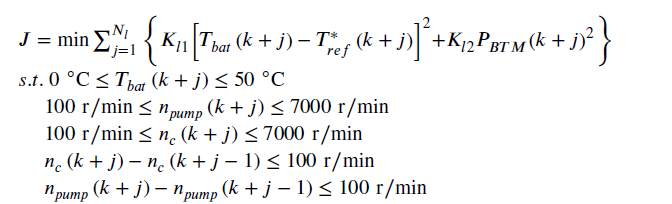 J = min ∑_{j=1}^{N_l} { K_{l1} [ T_{bat} (k + j) − T^*_{ref} (k + j) ]^2 + K_{l2} P_{BTM} (k + j)^2 }
s.t. 0 °C ≤ T_{bat} (k + j) ≤ 50 °C
100 r/min ≤ n_{pump} (k + j) ≤ 7000 r/min
100 r/min ≤ n_c (k + j) ≤ 7000 r/min
n_c (k + j) − n_c (k + j − 1) ≤ 100 r/min
n_{pump} (k + j) − n_{pump} (k + j − 1) ≤ 100 r/min